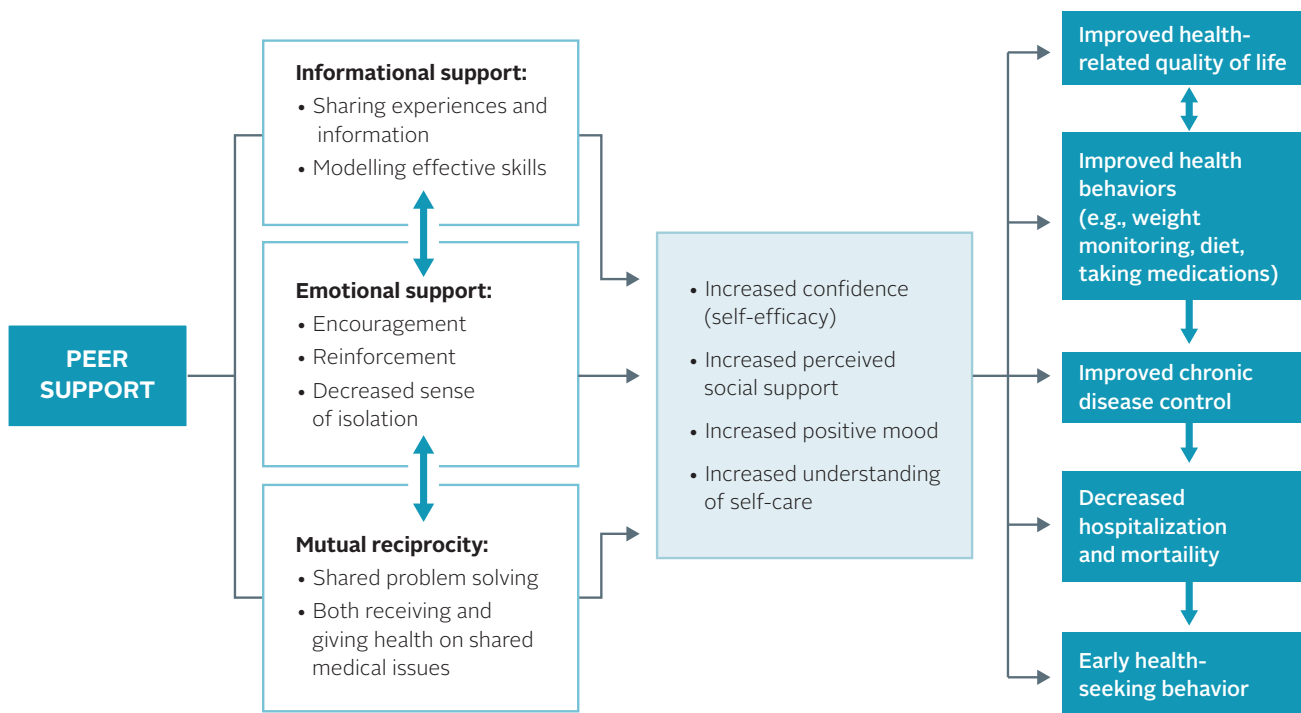 PEER
SUPPORT
Informational support:
• Sharing experiences and
information
• Modelling effective skills
Emotional support:
• Encouragement
• Reinforcement
• Decreased sense
of isolation
Mutual reciprocity:
• Shared problem solving
• Both receiving and
giving health on shared
medical issues
• Increased confidence
(self-efficacy)
• Increased perceived
social support
• Increased positive mood
• Increased understanding
of self-care
Improved health-
related quality of life
Improved health
behaviors
(e.g., weight
monitoring, diet,
taking medications)
Improved chronic
disease control
Decreased
hospitalization
and mortaility
Early health-
seeking behavior